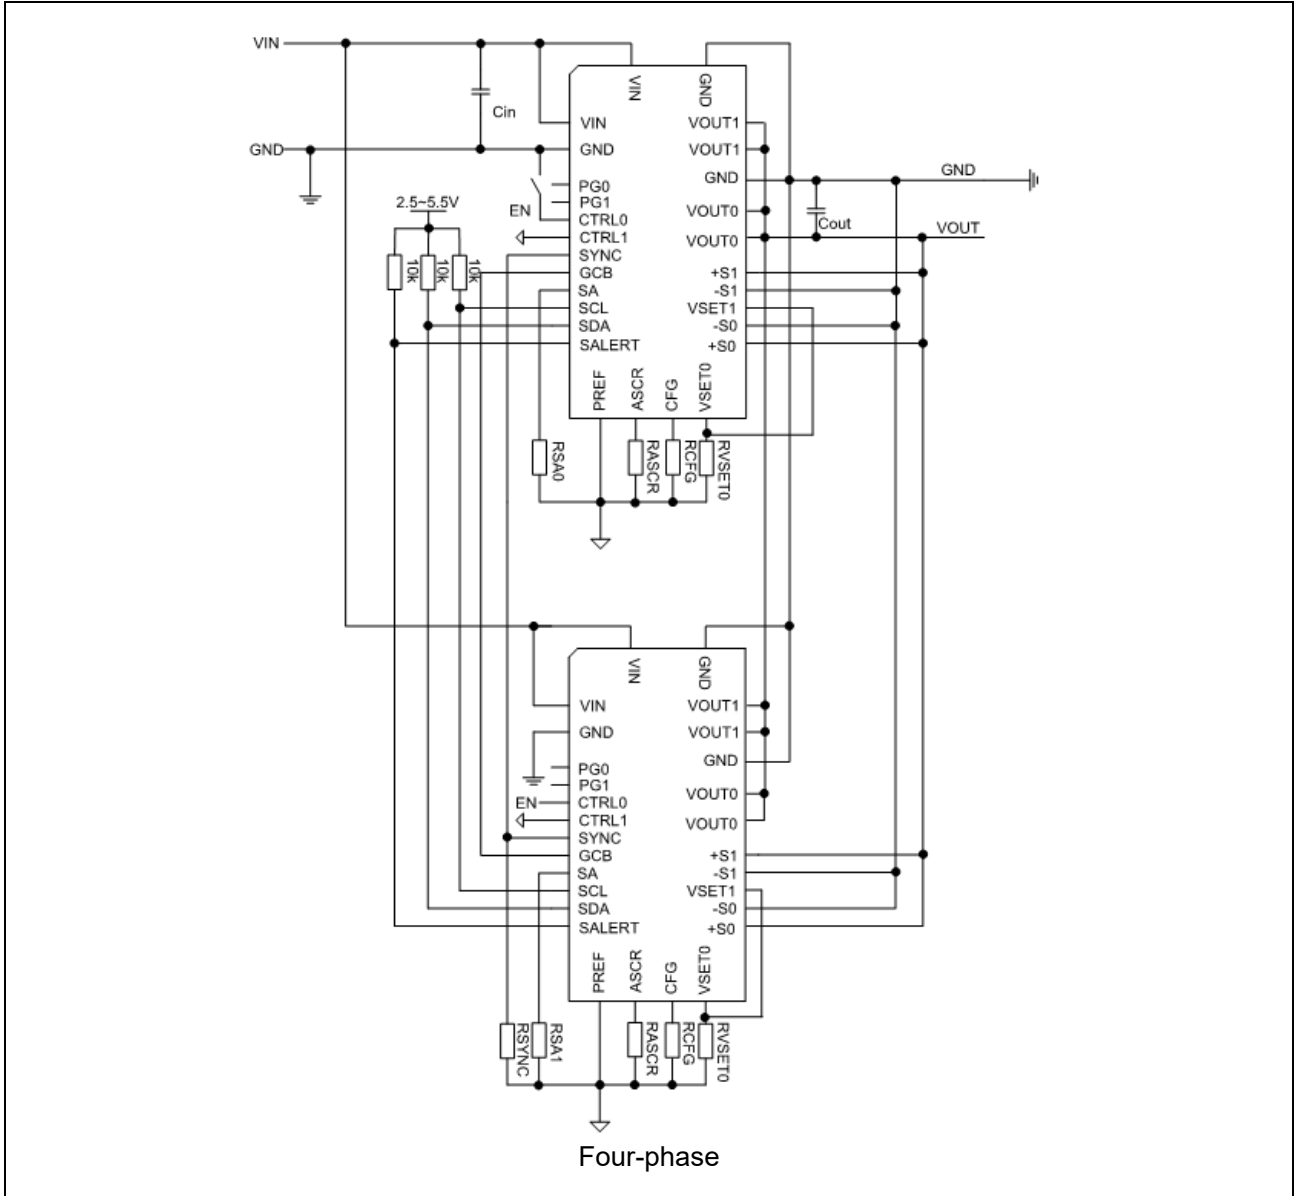 VIN
Cin
GND
2.5~5.5V
10k
10k
10k
EN
VIN
GND
VIN
GND
PG0
PG1
CTRL0
CTRL1
SYNC
GCB
SA
SCL
SDA
SALERT
VOUT1
VOUT1
GND
VOUT0
VOUT0
+S1
-S1
VSET1
-S0
+S0
PREF
ASCR
CFG
VSET0
GND
Cout
VOUT
RSA0
RASCR
RCFG
RVSET0
VIN
GND
VIN
GND
PG0
PG1
EN
CTRL0
CTRL1
SYNC
GCB
SA
SCL
SDA
SALERT
VOUT1
VOUT1
GND
VOUT0
VOUT0
+S1
-S1
VSET1
-S0
+S0
PREF
ASCR
CFG
VSET0
RSYNC
RSA1
RASCR
RCFG
RVSET0
Four-phase